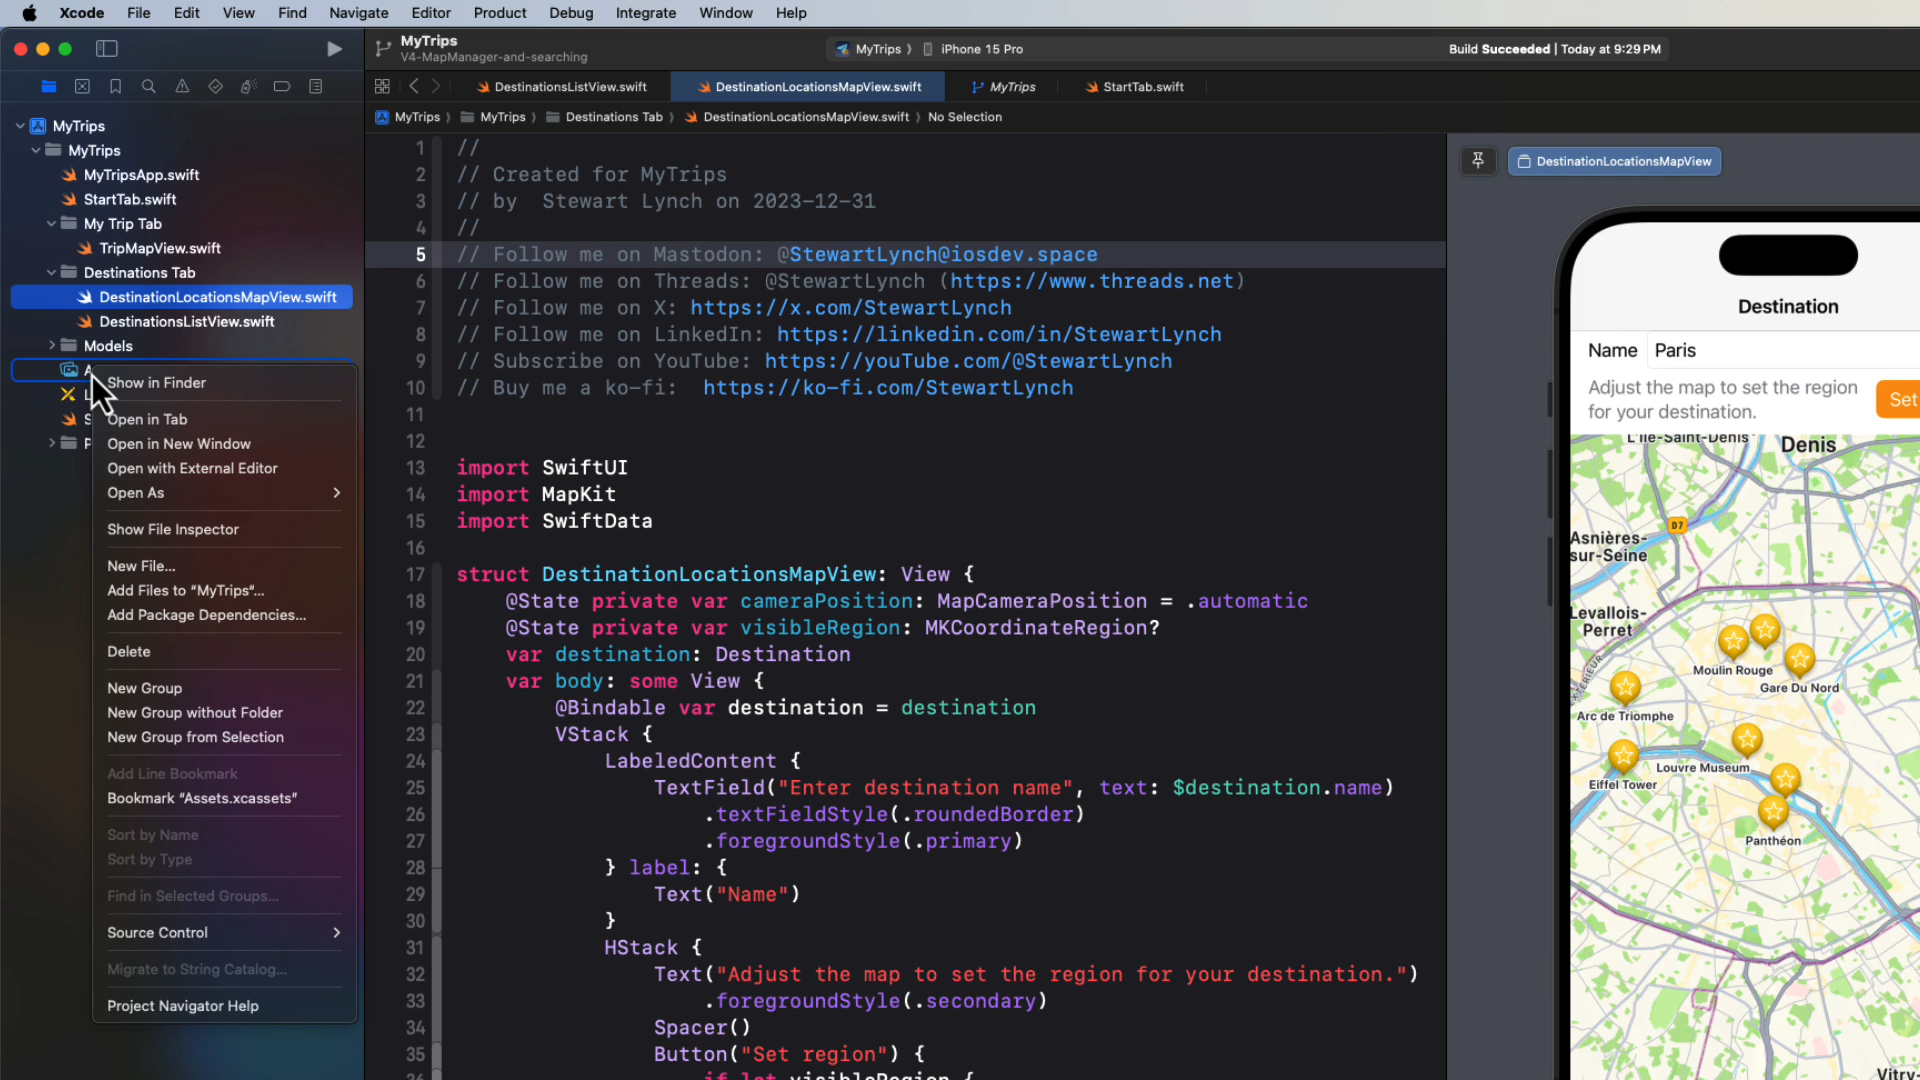 Xcode File Edit View Find Navigate Editor Product Debug Integrate Window Help
MyTrips
V4-MapManager-and-searching
MyTrips iPhone 15 Pro
Build Succeeded | Today at 9:29 PM
DestinationsListView.swift DestinationLocationsMapView.swift MyTrips StartTab.swift
MyTrips MyTrips Destinations Tab DestinationLocationsMapView.swift No Selection
MyTrips
MyTrips
MyTripsApp.swift
StartTab.swift
My Trip Tab
TripMapView.swift
Destinations Tab
DestinationLocationsMapView.swift
DestinationsListView.swift
Models
Show in Finder
Open in Tab
Open in New Window
Open with External Editor
Open As
Show File Inspector
New File...
Add Files to “MyTrips”...
Add Package Dependencies...
Delete
New Group
New Group without Folder
New Group from Selection
Add Line Bookmark
Bookmark “Assets.xcassets”
Sort by Name
Sort by Type
Find in Selected Groups...
Source Control
Migrate to String Catalog...
Project Navigator Help
1 //
2 // Created for MyTrips
3 // by  Stewart Lynch on 2023-12-31
4 //
5 // Follow me on Mastodon: @StewartLynch@iosdev.space
6 // Follow me on Threads: @StewartLynch (https://www.threads.net)
7 // Follow me on X: https://x.com/StewartLynch
8 // Follow me on LinkedIn: https://linkedin.com/in/StewartLynch
9 // Subscribe on YouTube: https://youTube.com/@StewartLynch
10 // Buy me a ko-fi:  https://ko-fi.com/StewartLynch
11
12
13 import SwiftUI
14 import MapKit
15 import SwiftData
16
17 struct DestinationLocationsMapView: View {
18 @State private var cameraPosition: MapCameraPosition = .automatic
19 @State private var visibleRegion: MKCoordinateRegion?
20 var destination: Destination
21 var body: some View {
22 @Bindable var destination = destination
23 VStack {
24 LabeledContent {
25 TextField("Enter destination name", text: $destination.name)
26 .textFieldStyle(.roundedBorder)
27 .foregroundStyle(.primary)
28 } label: {
29 Text("Name")
30 }
31 HStack {
32 Text("Adjust the map to set the region for your destination.")
33 .foregroundStyle(.secondary)
34 Spacer()
35 Button("Set region") {
if let visibleRegion {
DestinationLocationsMapView
Destination
Name Paris
Adjust the map to set the region
for your destination.
Set
L'Île-Saint-Denis
Denis
D7
Asnières-
sur-Seine
Levallois-
Perret
Moulin Rouge
Gare Du Nord
Arc de Triomphe
Louvre Museum
Eiffel Tower
Panthéon
Vitry-